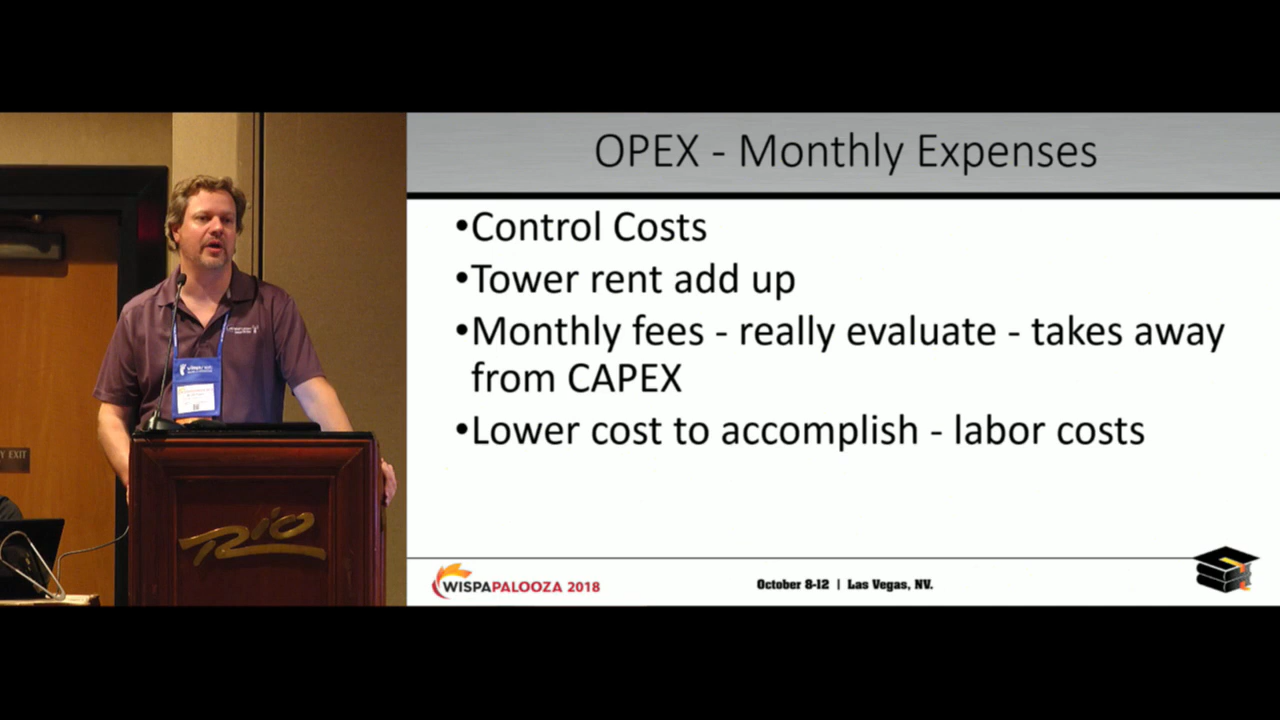 OPEX - Monthly Expenses
•Control Costs
•Tower rent add up
•Monthly fees - really evaluate - takes away
from CAPEX
•Lower cost to accomplish - labor costs
Y EXIT
RiO
WISPAPALOOZA 2018
October 8-12 | Las Vegas, NV.